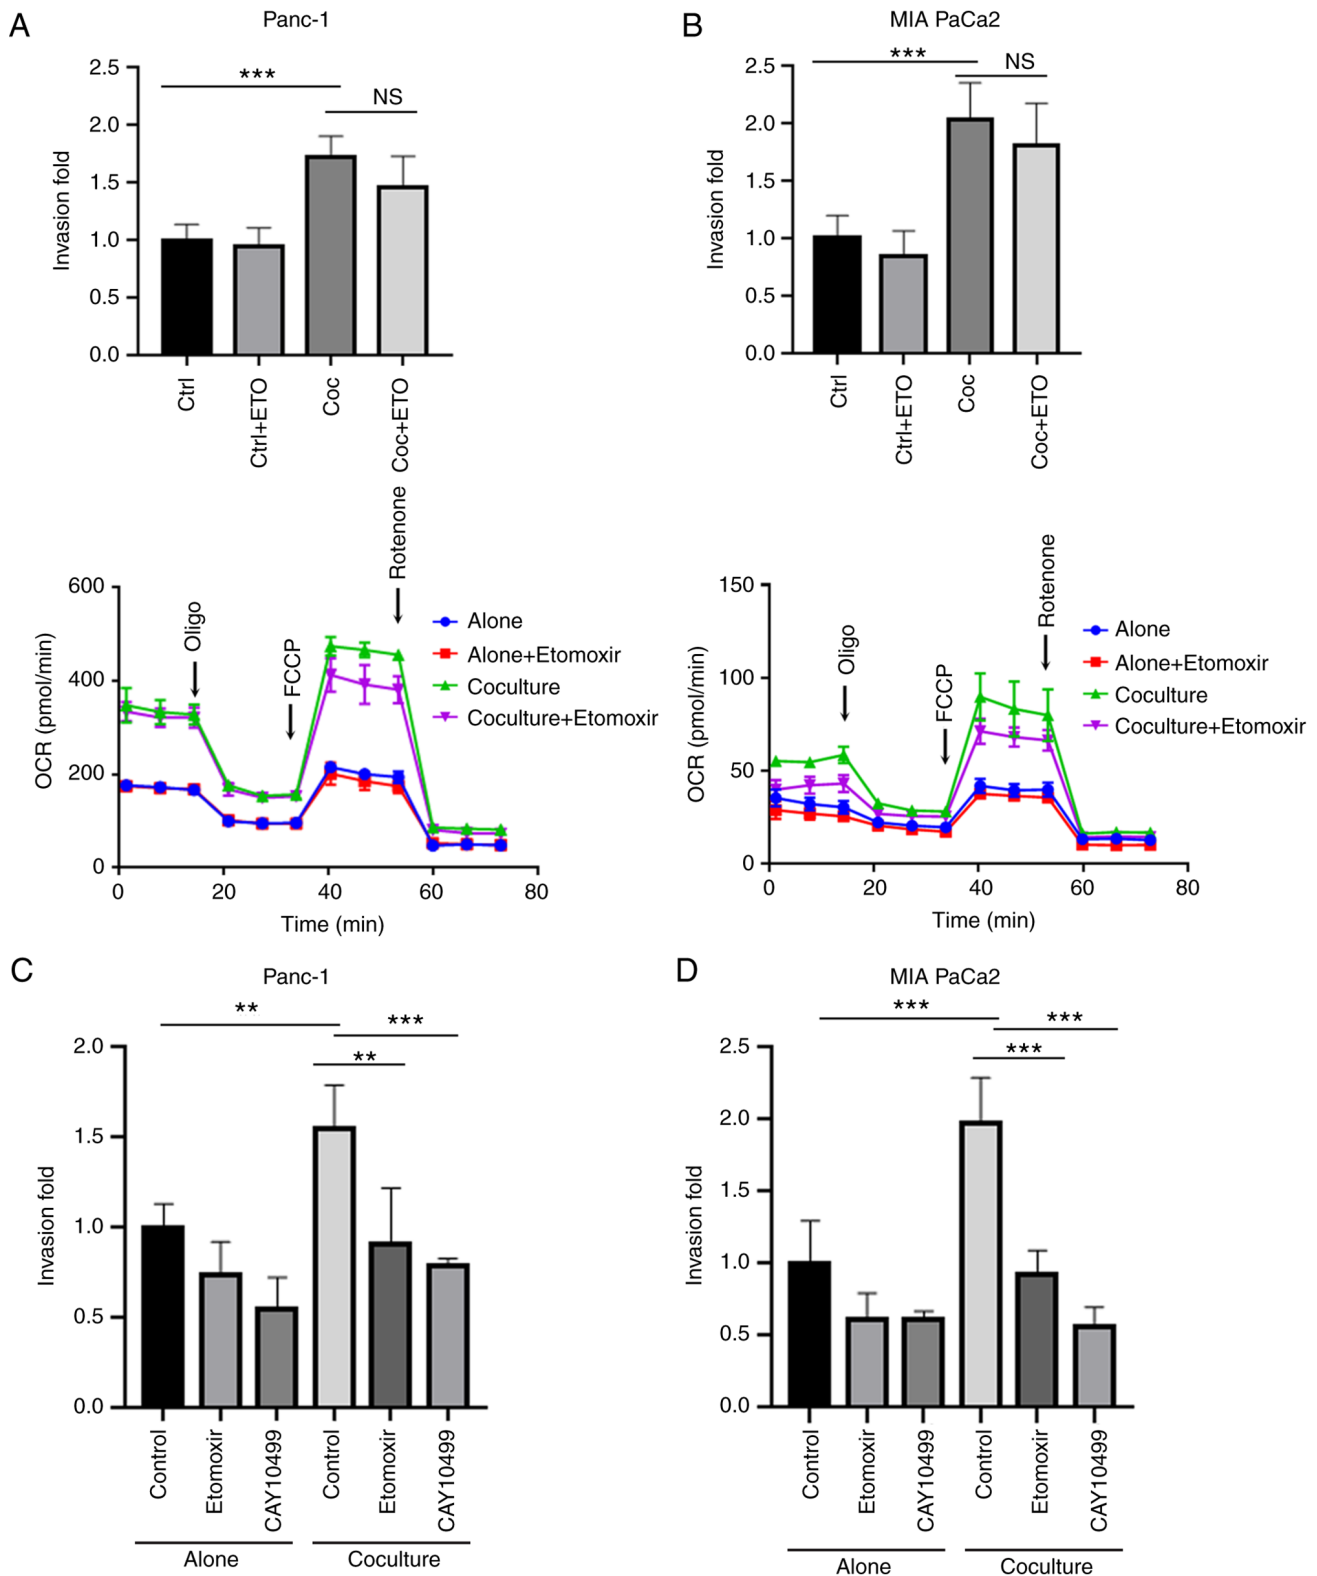 A
Panc-1
2.5
2.0
1.5
1.0
0.5
0.0
Invasion fold
***
NS
Ctrl
Ctrl+ETO
Coc
Coc+ETO
B
MIA PaCa2
2.5
2.0
1.5
1.0
0.5
0.0
Invasion fold
***
NS
Ctrl
Ctrl+ETO
Coc
Coc+ETO
600
400
200
0
OCR (pmol/min)
Oligo
FCCP
Rotenone
Alone
Alone+Etomoxir
Coculture
Coculture+Etomoxir
0 20 40 60 80
Time (min)
150
100
50
0
OCR (pmol/min)
Oligo
FCCP
Rotenone
Alone
Alone+Etomoxir
Coculture
Coculture+Etomoxir
0 20 40 60 80
Time (min)
C
Panc-1
**
***
**
2.0
1.5
1.0
0.5
0.0
Invasion fold
Control
Etomoxir
CAY10499
Control
Etomoxir
CAY10499
Alone
Coculture
D
MIA PaCa2
***
***
***
2.5
2.0
1.5
1.0
0.5
0.0
Invasion fold
Control
Etomoxir
CAY10499
Control
Etomoxir
CAY10499
Alone
Coculture